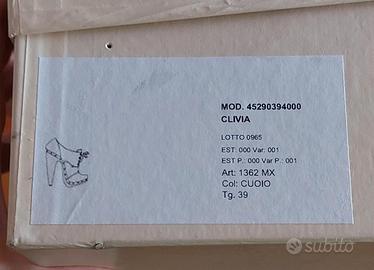 MOD. 45290394000
CLIVIA
LOTTO 0965
EST: 000 Var: 001
EST P.: 000 Var P.: 001
Art: 1362 MX
Col: CUOIO
Tg. 39
subito